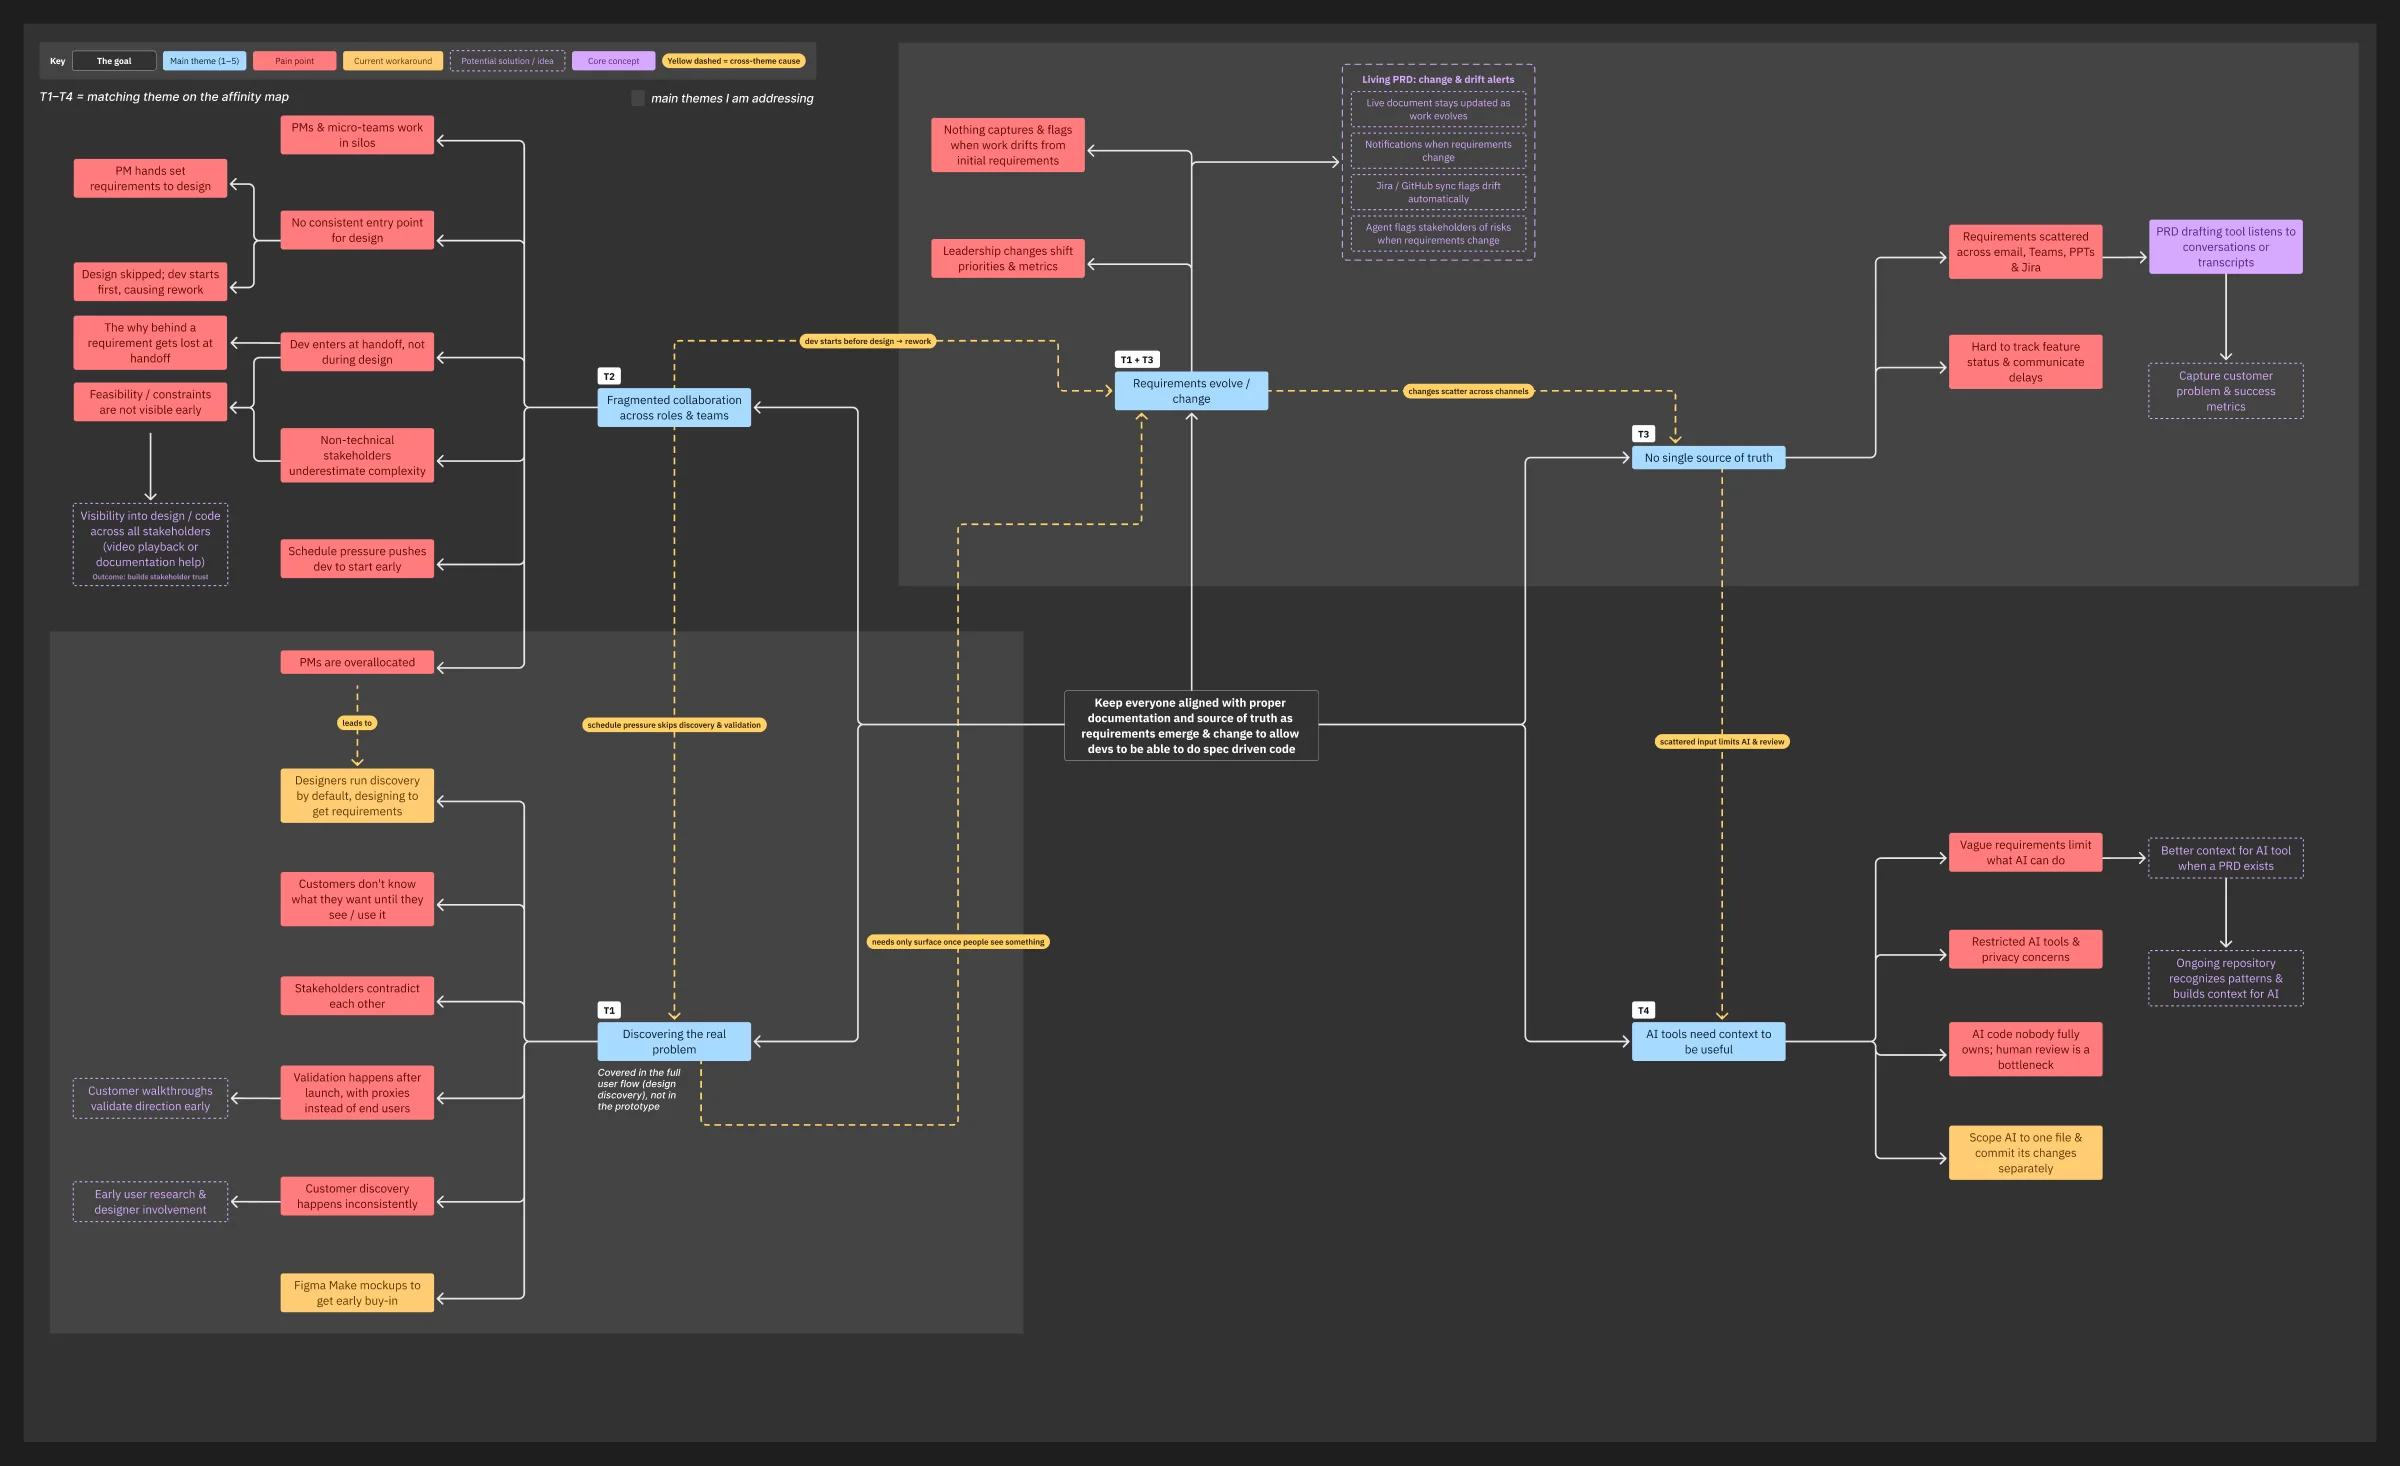 Key
The goal
Main theme (1–5)
Pain point
Current workaround
Potential solution / idea
Core concept
Yellow dashed = cross-theme cause
T1–T4 = matching theme on the affinity map
main themes I am addressing
PMs & micro-teams work
in silos
PM hands set
requirements to design
No consistent entry point
for design
Design skipped; dev starts
first, causing rework
The why behind a
requirement gets lost at
handoff
Dev enters at handoff, not
during design
Feasibility / constraints
are not visible early
Non-technical
stakeholders
underestimate complexity
Visibility into design / code
across all stakeholders
(video playback or
documentation help)
Outcome: builds stakeholder trust
Schedule pressure pushes
dev to start early
T2
Fragmented collaboration
across roles & teams
dev starts before design → rework
Nothing captures & flags
when work drifts from
initial requirements
Leadership changes shift
priorities & metrics
Living PRD: change & drift alerts
Live document stays updated as
work evolves
Notifications when requirements
change
Jira / GitHub sync flags drift
automatically
Agent flags stakeholders of risks
when requirements change
T1 + T3
Requirements evolve /
change
changes scatter across channels
T3
No single source of truth
Requirements scattered
across email, Teams, PPTs
& Jira
PRD drafting tool listens to
conversations or
transcripts
Hard to track feature
status & communicate
delays
Capture customer
problem & success
metrics
PMs are overallocated
leads to
schedule pressure skips discovery & validation
Keep everyone aligned with proper
documentation and source of truth as
requirements emerge & change to allow
devs to be able to do spec driven code
scattered input limits AI & review
Designers run discovery
by default, designing to
get requirements
Customers don't know
what they want until they
see / use it
needs only surface once people see something
Stakeholders contradict
each other
T1
Discovering the real
problem
Covered in the full
user flow (design
discovery), not in
the prototype
Validation happens after
launch, with proxies
instead of end users
Customer walkthroughs
validate direction early
Customer discovery
happens inconsistently
Early user research &
designer involvement
Figma Make mockups to
get early buy-in
T4
AI tools need context to
be useful
Vague requirements limit
what AI can do
Better context for AI tool
when a PRD exists
Restricted AI tools &
privacy concerns
Ongoing repository
recognizes patterns &
builds context for AI
AI code nobody fully
owns; human review is a
bottleneck
Scope AI to one file &
commit its changes
separately